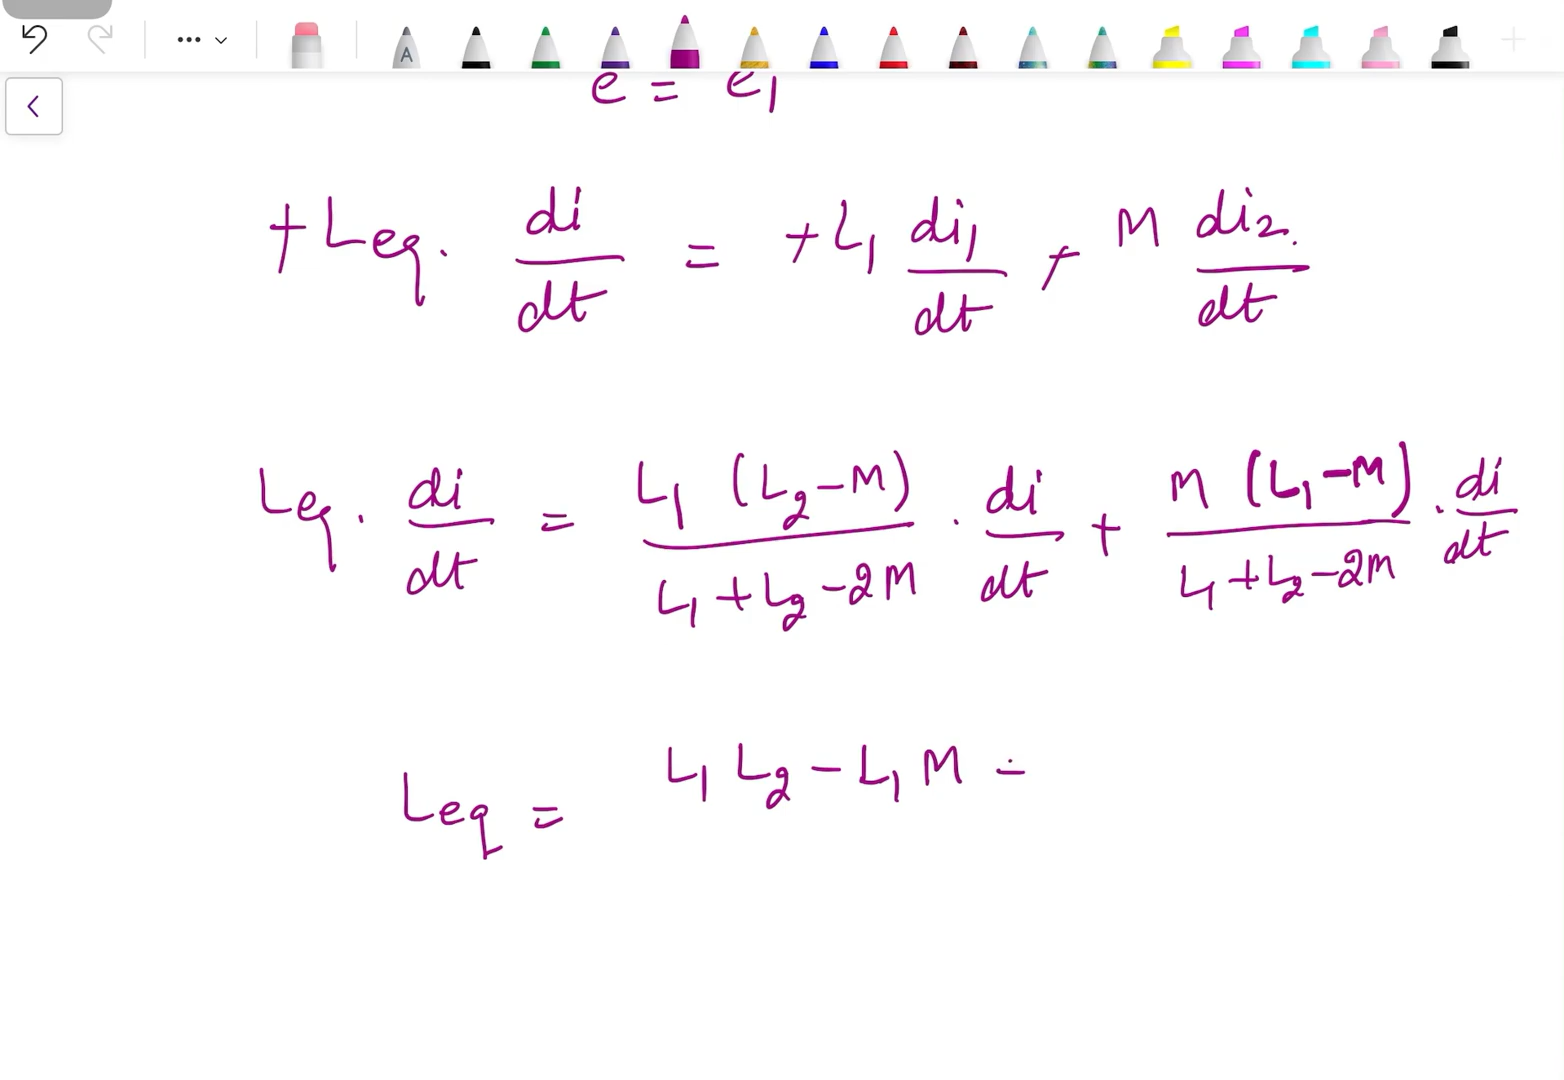 A
e = e₁
+Leq. di/dt = +L₁ di₁/dt + M di₂/dt
Leq. di/dt = L₁ (L₂-M)/L₁+L₂-2M . di/dt + M (L₁-M)/L₁+L₂-2M . di/dt
Leq = L₁ L₂ - L₁ M -